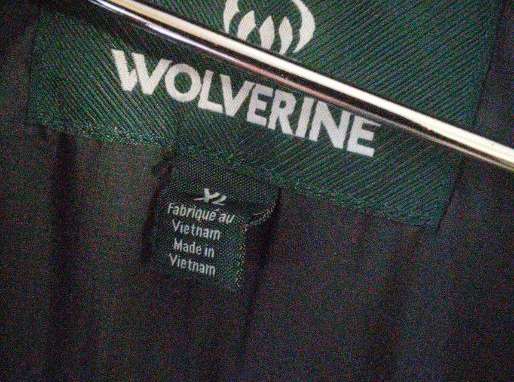 WOLVERINE
XL
Fabriqué au
Vietnam
Made in
Vietnam